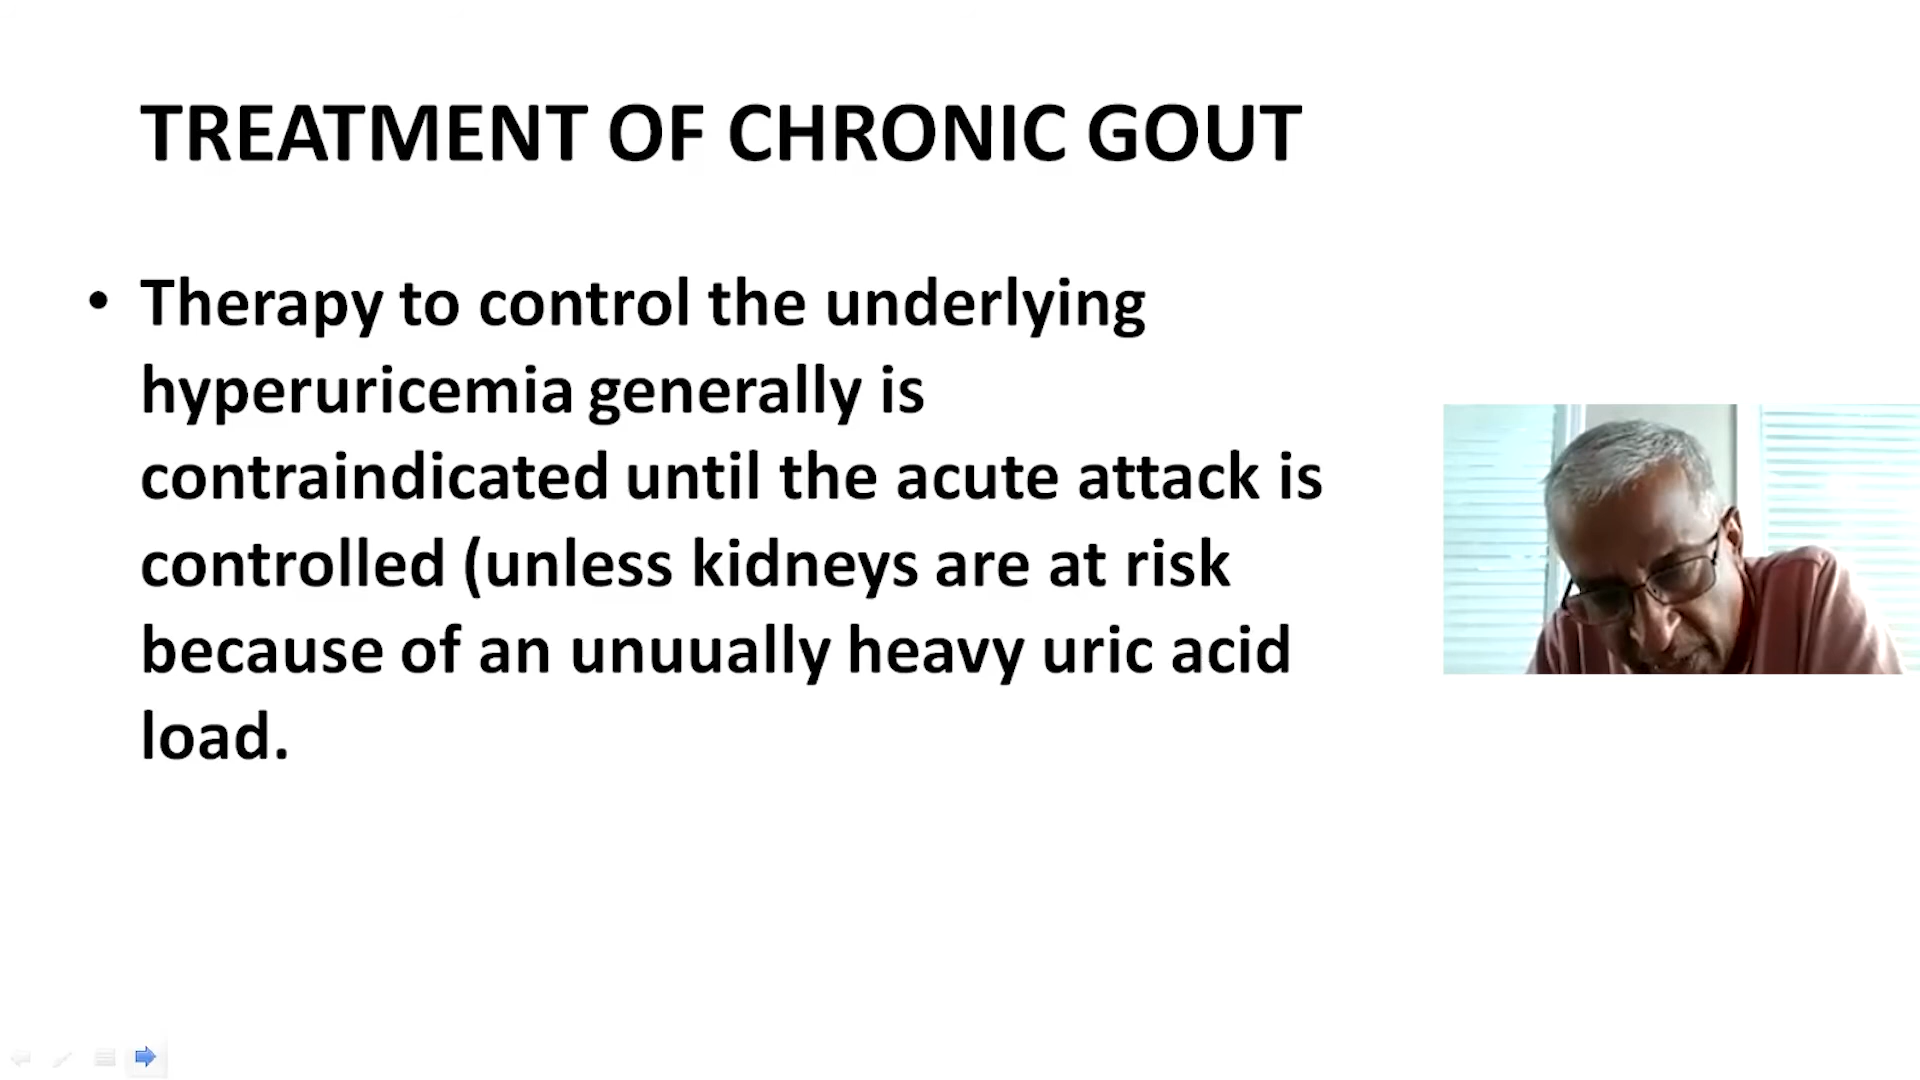 TREATMENT OF CHRONIC GOUT
• Therapy to control the underlying
hyperuricemia generally is
contraindicated until the acute attack is
controlled (unless kidneys are at risk
because of an unuually heavy uric acid
load.